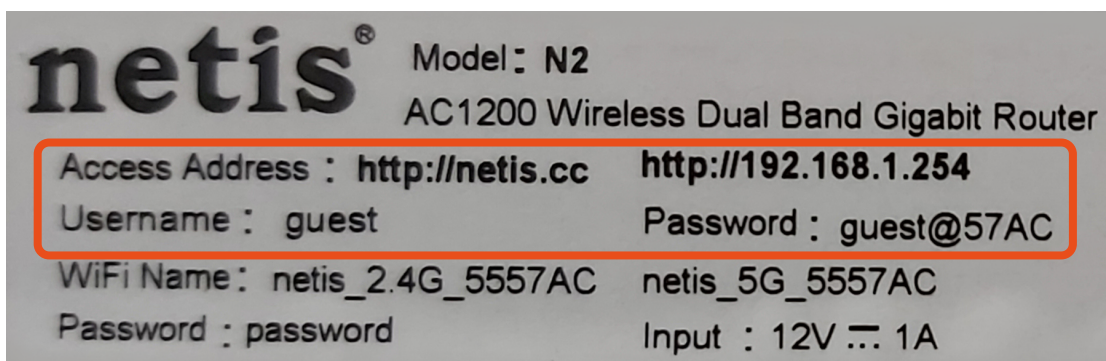 netis® Model: N2
AC1200 Wireless Dual Band Gigabit Router
Access Address : http://netis.cc http://192.168.1.254
Username : guest Password : guest@57AC
WiFi Name : netis_2.4G_5557AC netis_5G_5557AC
Password : password Input : 12V ⎓ 1A